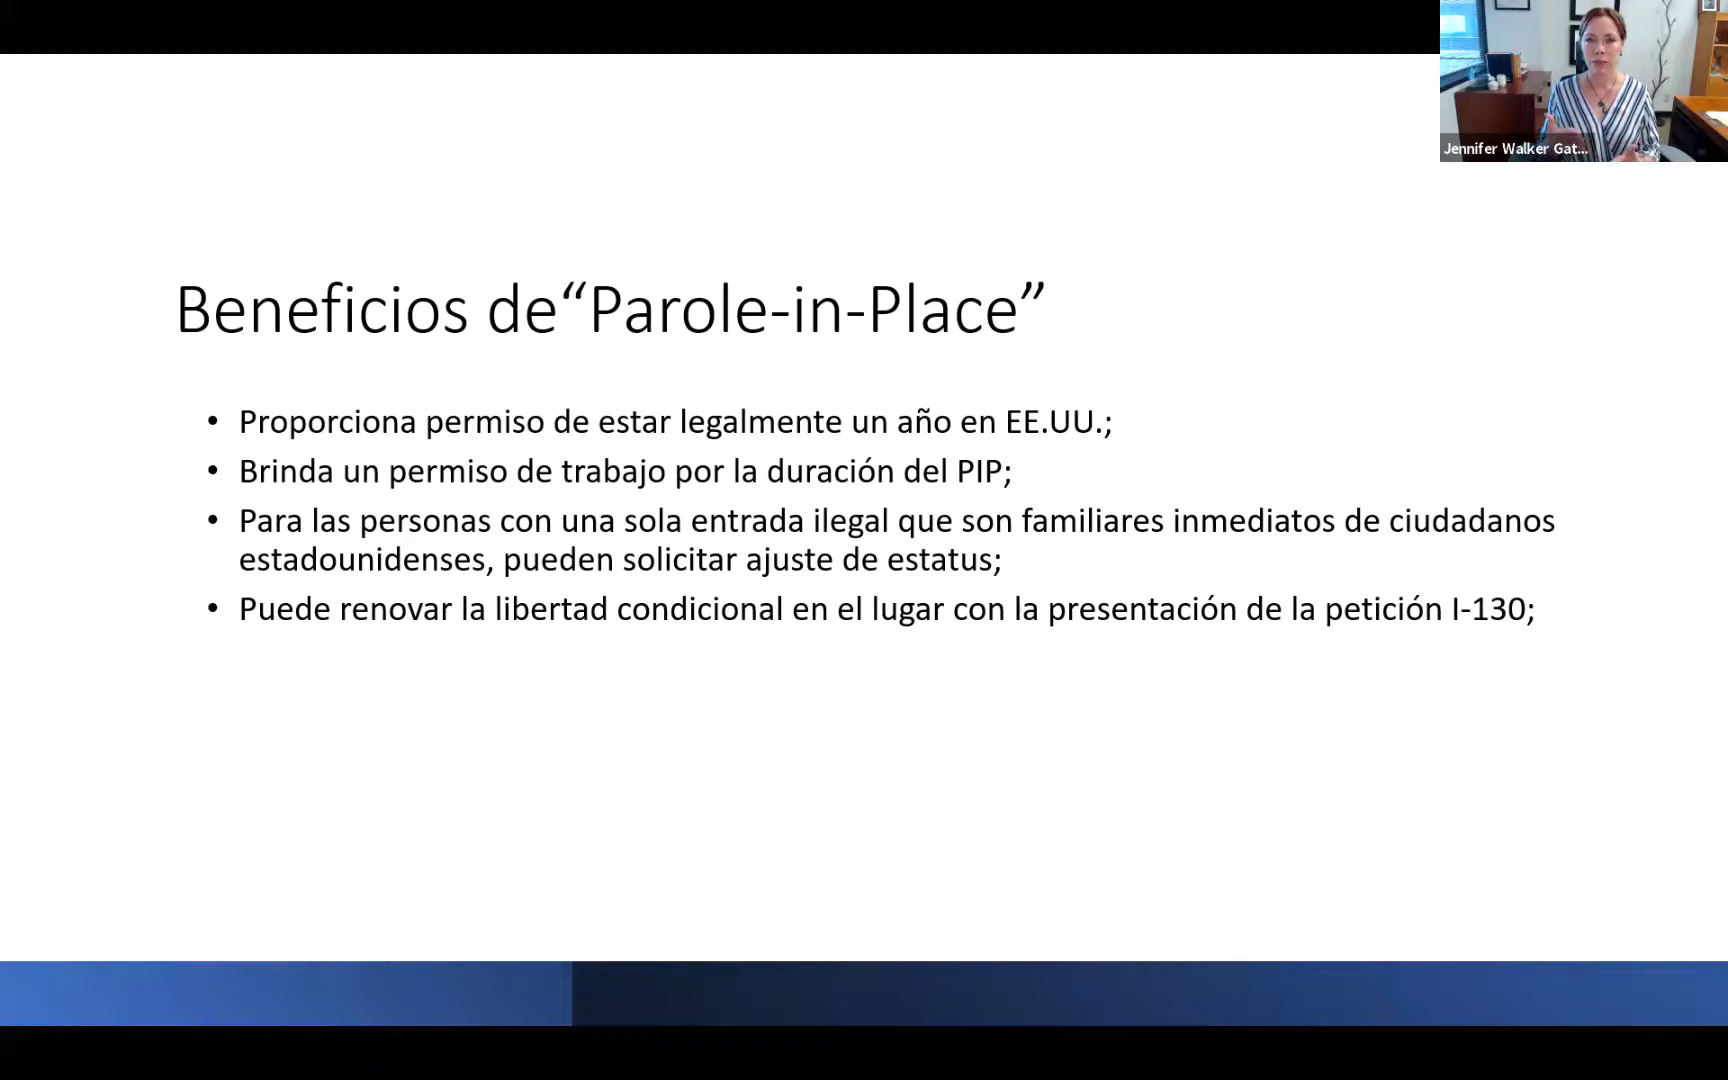 Jennifer Walker Gat...
Beneficios de“Parole-in-Place”
• Proporciona permiso de estar legalmente un año en EE.UU.;
• Brinda un permiso de trabajo por la duración del PIP;
• Para las personas con una sola entrada ilegal que son familiares inmediatos de ciudadanos
estadounidenses, pueden solicitar ajuste de estatus;
• Puede renovar la libertad condicional en el lugar con la presentación de la petición I-130;